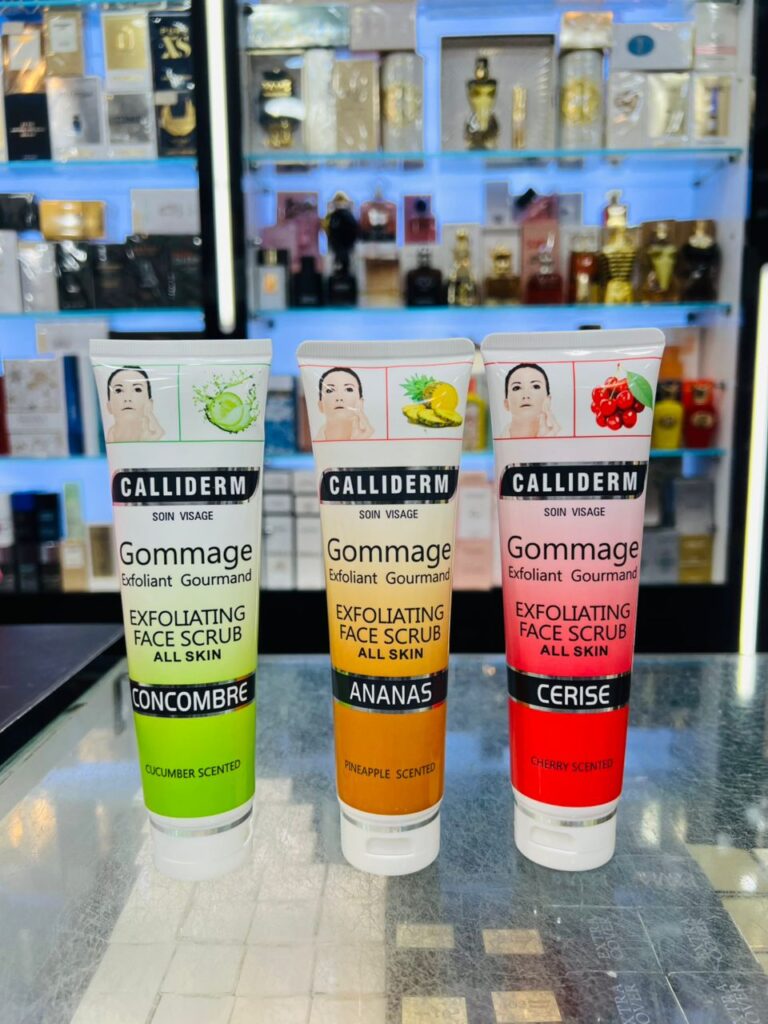 CALLIDERM
SOIN VISAGE
Gommage
Exfoliant Gourmand
EXFOLIATING
FACE SCRUB
ALL SKIN
CONCOMBRE
CUCUMBER SCENTED
CALLIDERM
SOIN VISAGE
Gommage
Exfoliant Gourmand
EXFOLIATING
FACE SCRUB
ALL SKIN
ANANAS
PINEAPPLE SCENTED
CALLIDERM
SOIN VISAGE
Gommage
Exfoliant Gourmand
EXFOLIATING
FACE SCRUB
ALL SKIN
CERISE
CHERRY SCENTED
XS